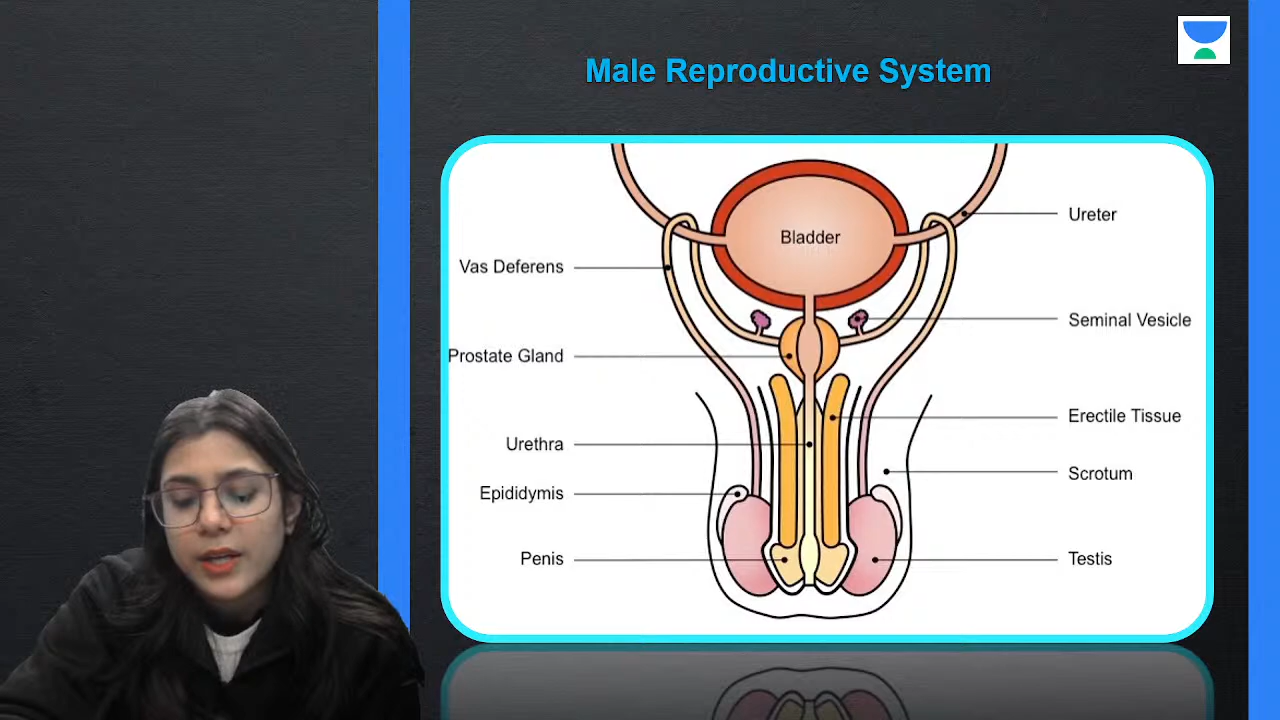 Male Reproductive System
Bladder
Ureter
Vas Deferens
Seminal Vesicle
Prostate Gland
Erectile Tissue
Urethra
Scrotum
Epididymis
Penis
Testis